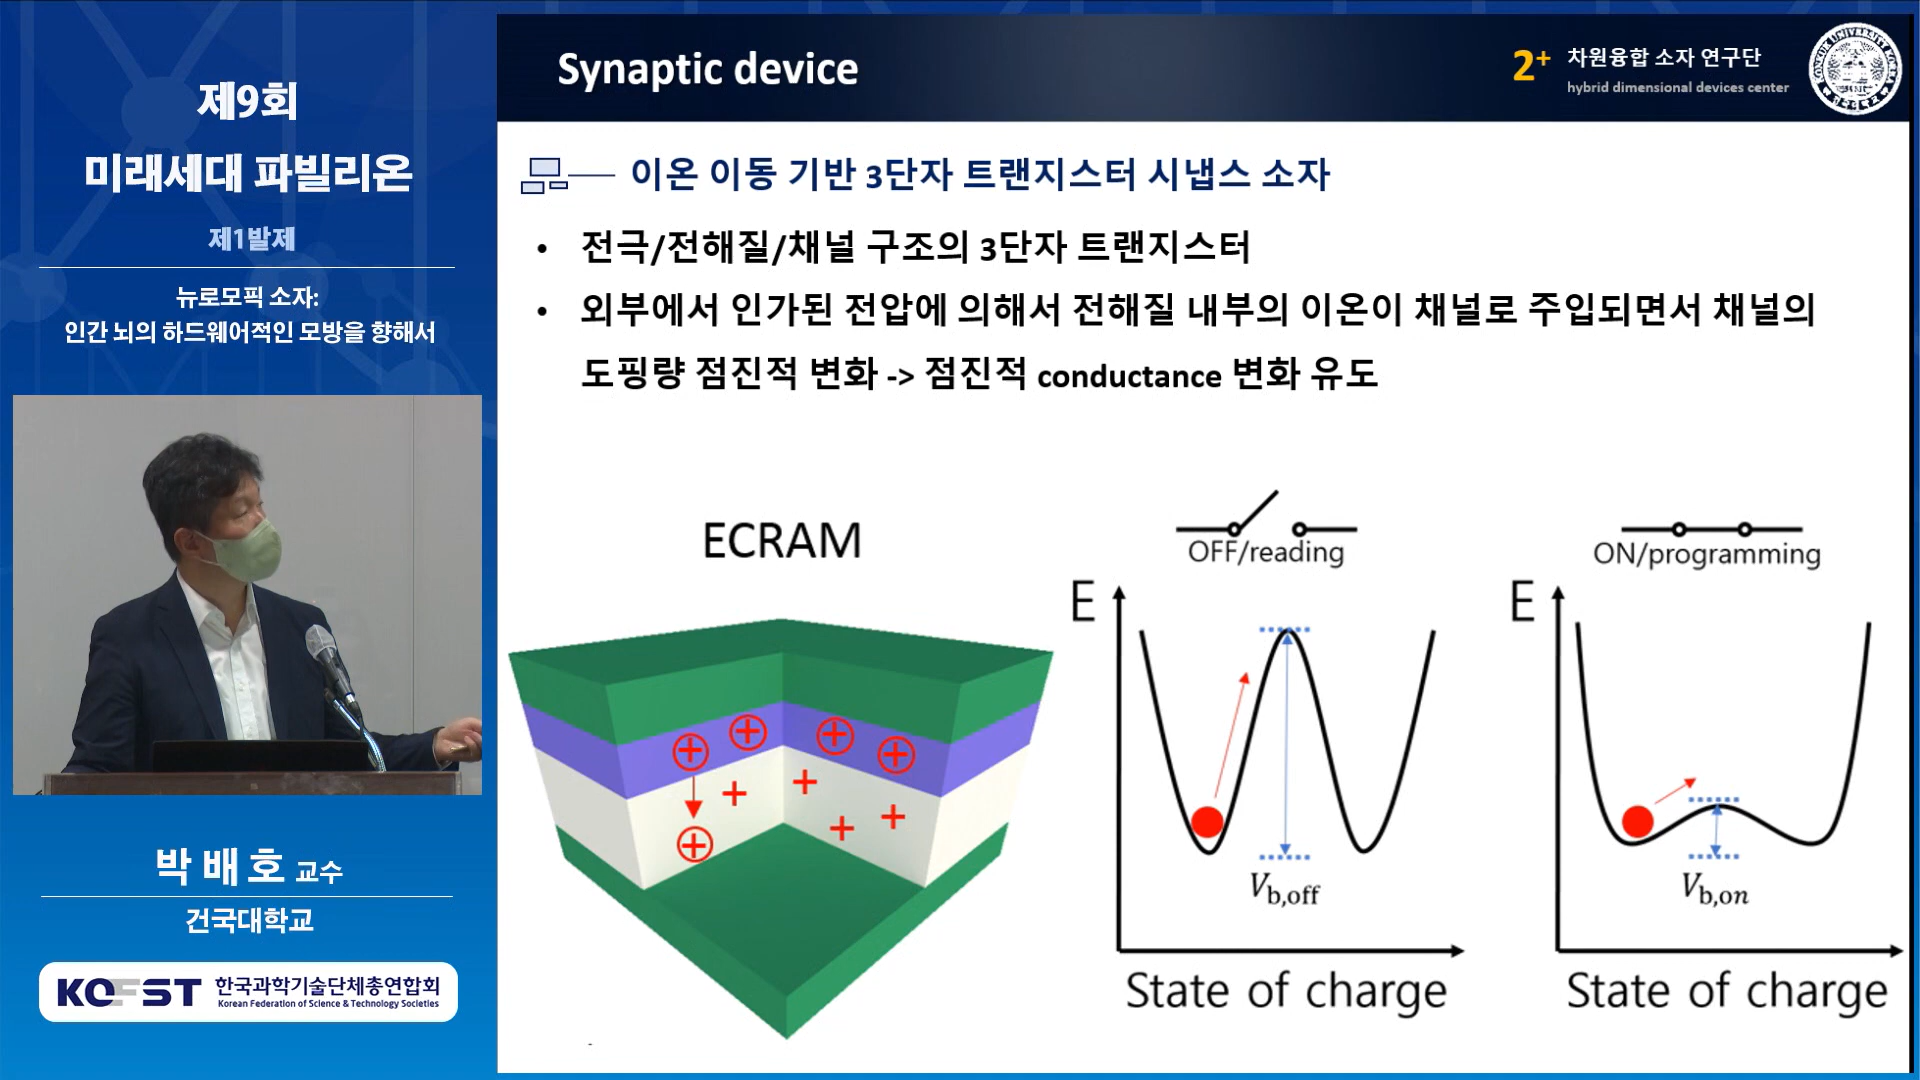 제9회
미래세대 파빌리온
제1발제
뉴로모픽 소자:
인간 뇌의 하드웨어적인 모방을 향해서
박배호 교수
건국대학교
KOFST 한국과학기술단체총연합회
Korean Federation of Science & Technology Societies
Synaptic device
2+ 차원융합 소자 연구단
hybrid dimensional devices center
이온 이동 기반 3단자 트랜지스터 시냅스 소자
• 전극/전해질/채널 구조의 3단자 트랜지스터
• 외부에서 인가된 전압에 의해서 전해질 내부의 이온이 채널로 주입되면서 채널의
도핑량 점진적 변화 -> 점진적 conductance 변화 유도
ECRAM
OFF/reading
E
V_b,off
State of charge
ON/programming
E
V_b,on
State of charge